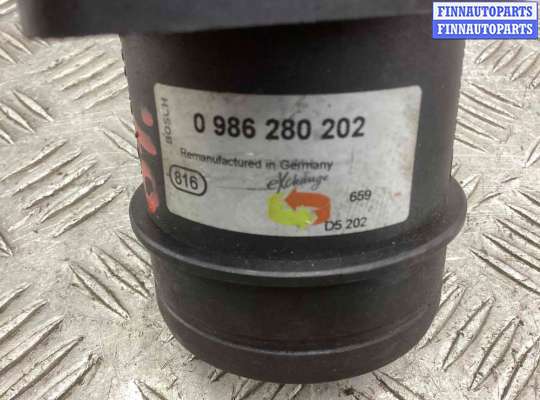 FINNAUTOPARTS
FINNAUTOPARTS
BOSCH
0 986 280 202
Remanufactured in Germany
816
eXchange
659
D5 202